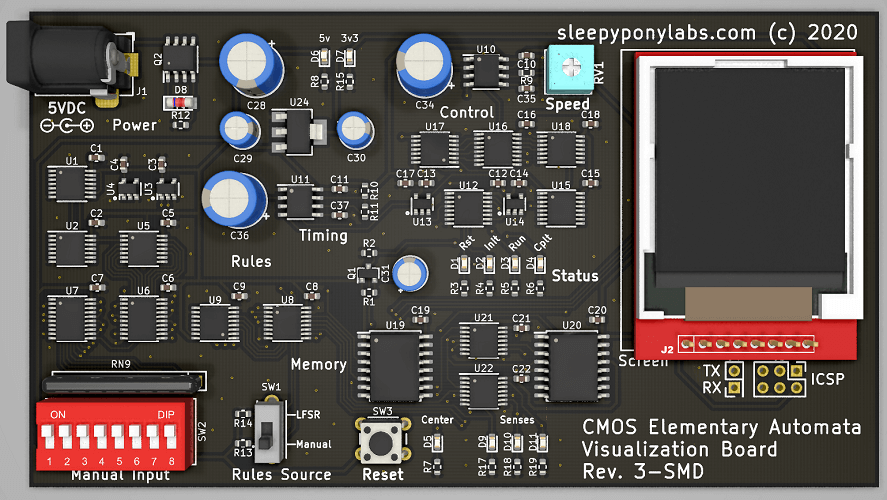 sleepyponylabs.com (c) 2020
5v
3v3
Q2
D6
D7
U10
C10
R9
C35
RV1
J1
D8
R8
R15
C28
C34
Speed
5VDC
Power
R12
U24
Control
C16
C18
U17
U16
U18
C29
C30
U1
C1
C4
C3
U4
U3
U11
C11
R10
C17
C13
C12
C14
C15
U12
U15
C37
R11
U13
U14
C2
C5
C36
Timing
Rst
Init
Run
Cplt
U2
U5
R2
Rules
Q1
C31
D1
D2
D3
D4
Status
C7
C6
R1
R3
R4
R5
R6
U7
U6
C9
C8
U9
U8
C19
C20
U19
U21
C21
U20
J2
Memory
Screen
RN9
C22
U22
TX
RX
ICSP
SW1
ON
DIP
SW2
R14
LFSR
SW3
Center
Senses
CMOS Elementary Automata
R13
Manual
D5
D9
D10
D11
Visualization Board
1 2 3 4 5 6 7 8
Manual Input
Rules Source
Reset
R7
R17
R18
R19
Rev. 3-SMD